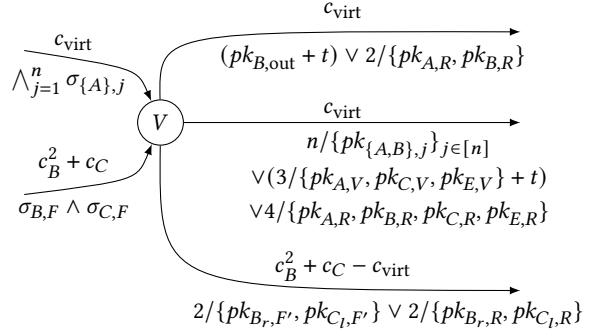 c_virt
⋀_{j=1}^{n} σ_{{A},j}
c_B^2 + c_C
σ_{B,F} ∧ σ_{C,F}
V
c_virt
(pk_{B,out} + t) ∨ 2/{pk_{A,R}, pk_{B,R}}
c_virt
n/{pk_{{A,B},j}}_{j∈[n]}
∨(3/{pk_{A,V}, pk_{C,V}, pk_{E,V}} + t)
∨4/{pk_{A,R}, pk_{B,R}, pk_{C,R}, pk_{E,R}}
c_B^2 + c_C − c_virt
2/{pk_{B_r,F′}, pk_{C_l,F′}} ∨ 2/{pk_{B_r,R}, pk_{C_l,R}}